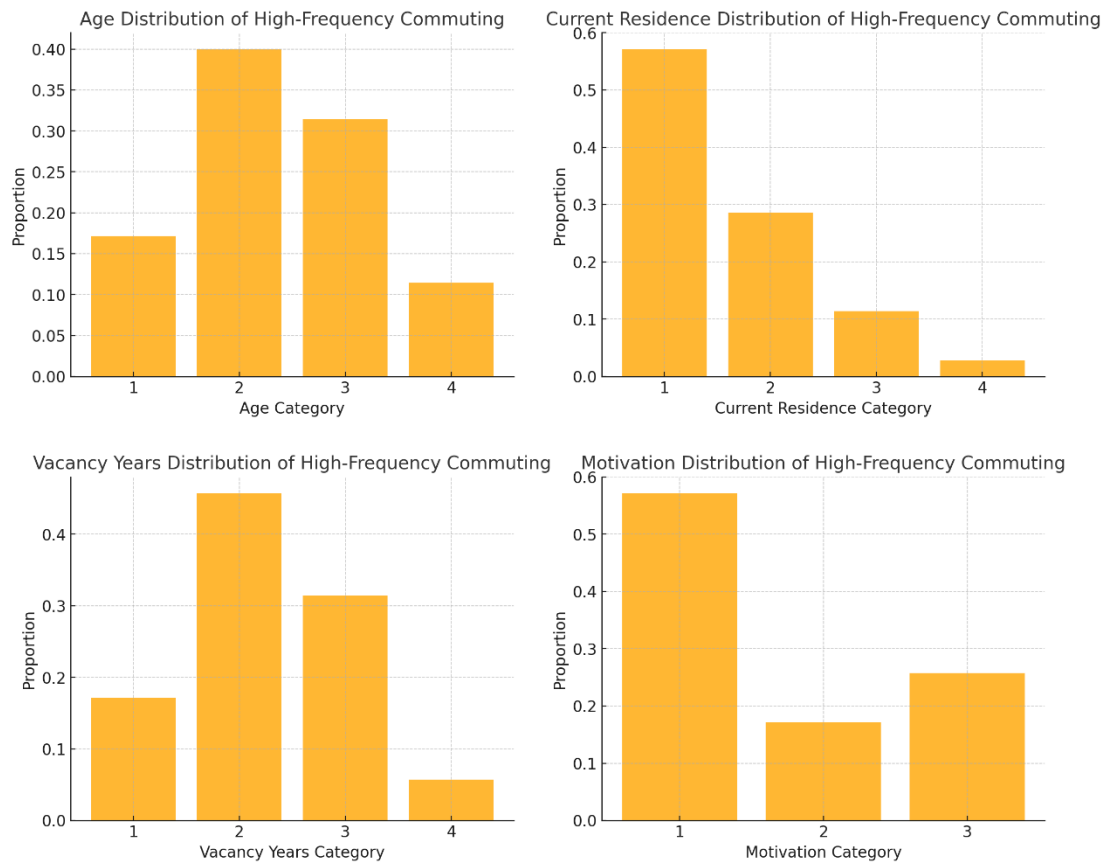 Age Distribution of High-Frequency Commuting
0.40
0.35
0.30
0.25
0.20
0.15
0.10
0.05
0.00
Proportion
1 2 3 4
Age Category
Current Residence Distribution of High-Frequency Commuting
0.6
0.5
0.4
0.3
0.2
0.1
0.0
Proportion
1 2 3 4
Current Residence Category
Vacancy Years Distribution of High-Frequency Commuting
0.4
0.3
0.2
0.1
0.0
Proportion
1 2 3 4
Vacancy Years Category
Motivation Distribution of High-Frequency Commuting
0.6
0.5
0.4
0.3
0.2
0.1
0.0
Proportion
1 2 3
Motivation Category